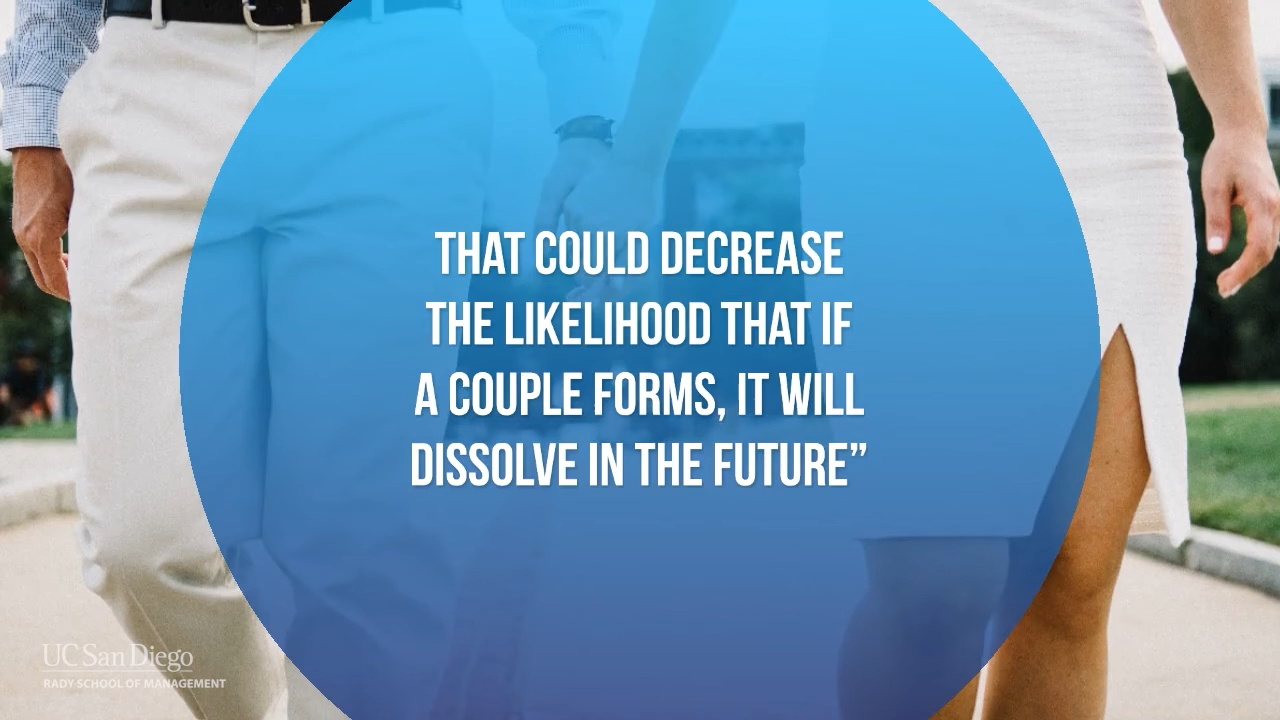 THAT COULD DECREASE
THE LIKELIHOOD THAT IF
A COUPLE FORMS, IT WILL
DISSOLVE IN THE FUTURE”
UC San Diego
RADY SCHOOL OF MANAGEMENT